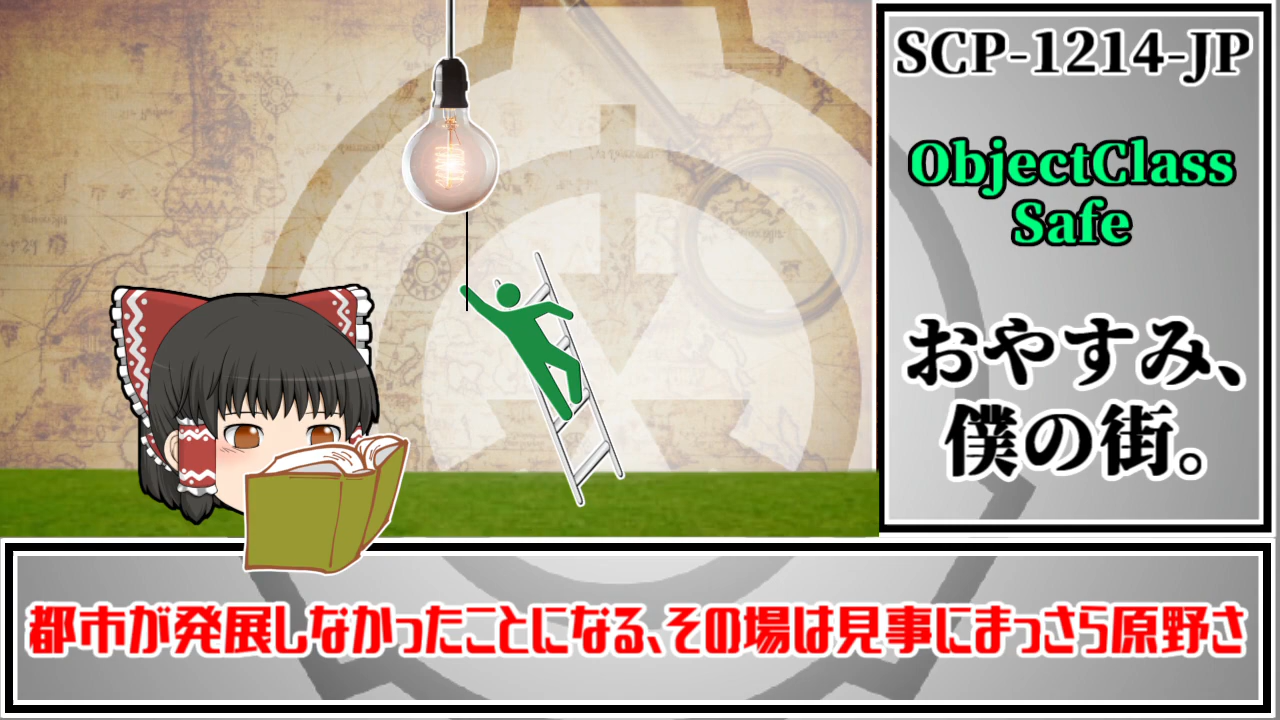 SCP-1214-JP
ObjectClass
Safe
おやすみ、
僕の街。
都市が発展しなかったことになる、その場は見事にまっさら原野さ